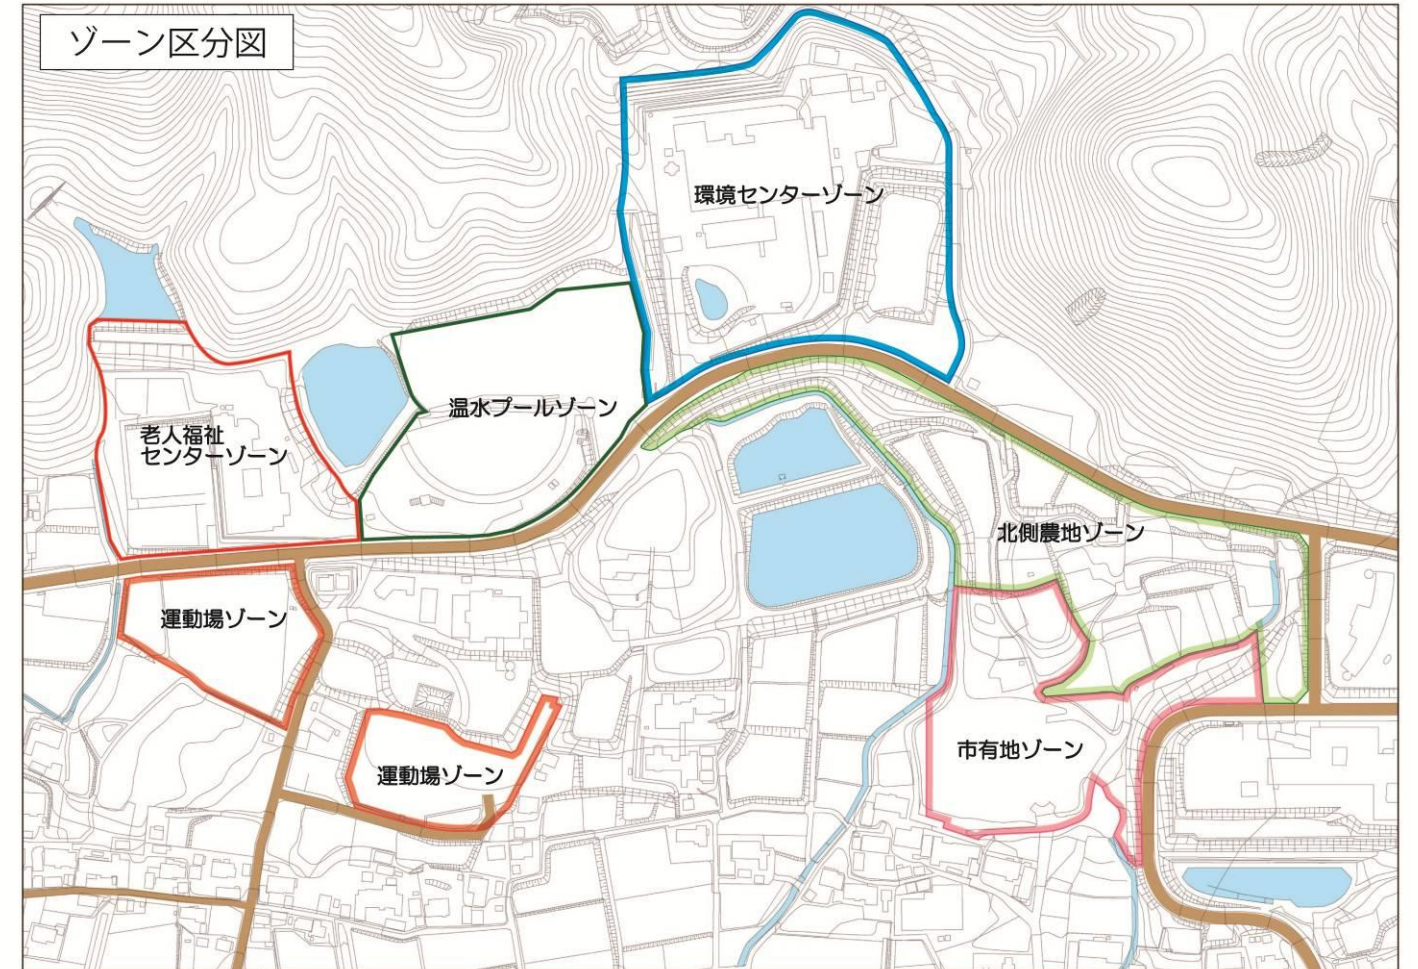 ゾーン区分図
環境センターゾーン
温水プールゾーン
老人福祉
センターゾーン
北側農地ゾーン
運動場ゾーン
市有地ゾーン
運動場ゾーン